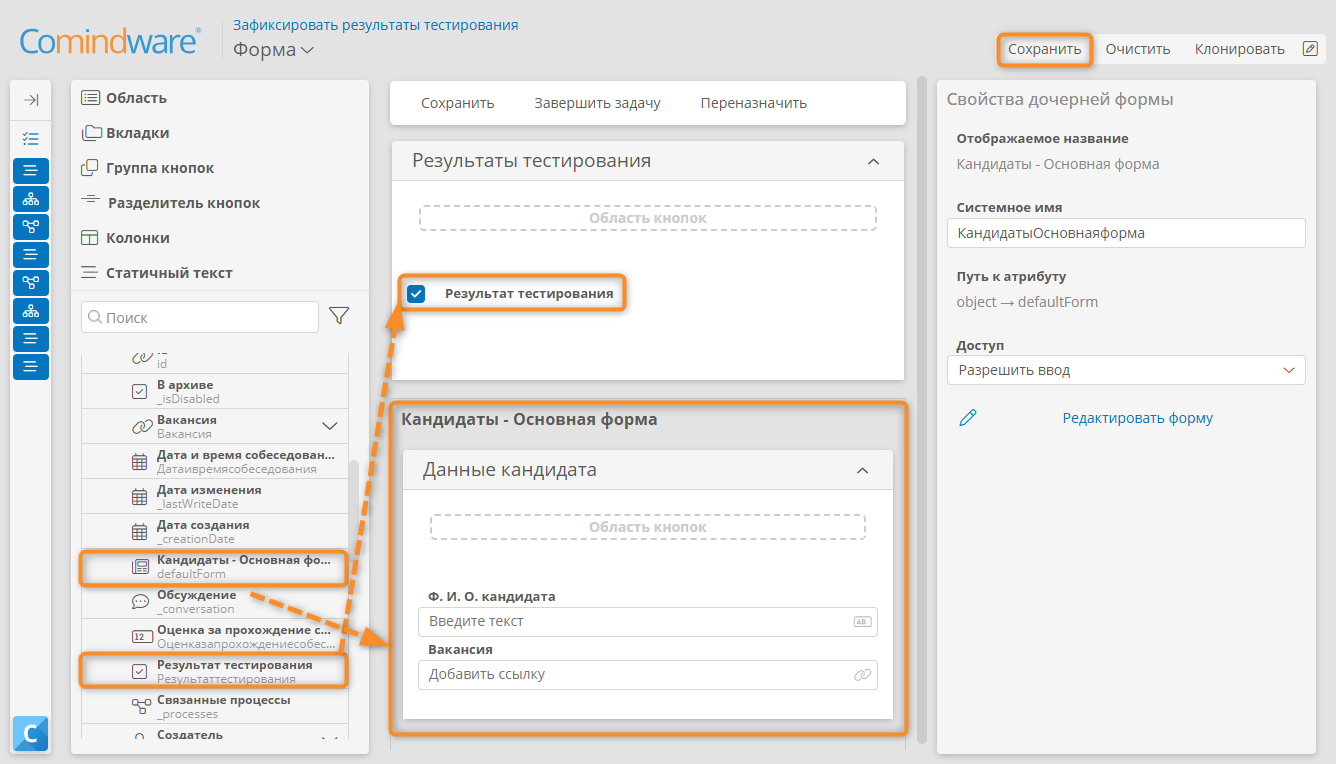 Comindware®
Зафиксировать результаты тестирования
Форма
Сохранить
Очистить
Клонировать
Область
Вкладки
Группа кнопок
Разделитель кнопок
Колонки
Статичный текст
Поиск
id
В архиве
_isDisabled
Вакансия
Вакансия
Дата и время собеседован...
Датаивремясобеседования
Дата изменения
_lastWriteDate
Дата создания
_creationDate
Кандидаты - Основная фо...
defaultForm
Обсуждение
_conversation
12
Оценка за прохождение с...
Оценказапрохождениесобес...
Результат тестирования
Результаттестирования
Связанные процессы
_processes
Создатель
C
Сохранить
Завершить задачу
Переназначить
Результаты тестирования
Область кнопок
Результат тестирования
Кандидаты - Основная форма
Данные кандидата
Область кнопок
Ф. И. О. кандидата
Введите текст
AB
Вакансия
Добавить ссылку
Свойства дочерней формы
Отображаемое название
Кандидаты - Основная форма
Системное имя
КандидатыОсновнаяформа
Путь к атрибуту
object → defaultForm
Доступ
Разрешить ввод
Редактировать форму